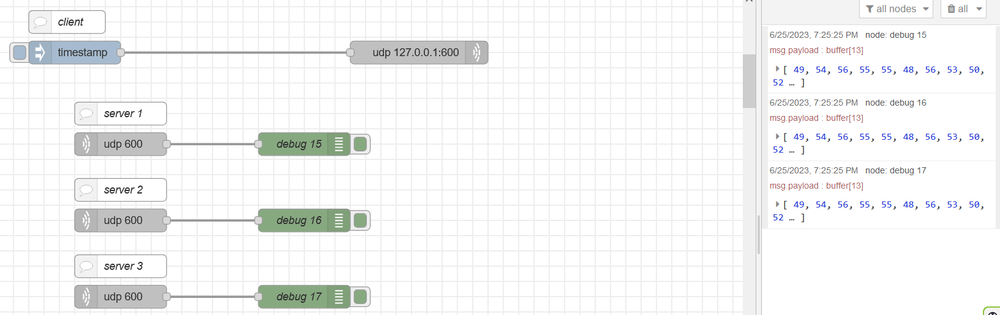 client
timestamp
udp 127.0.0.1:600
server 1
udp 600
debug 15
server 2
udp 600
debug 16
server 3
udp 600
debug 17
all nodes
all
6/25/2023, 7:25:25 PM node: debug 15
msg.payload : buffer[13]
[ 49, 54, 56, 55, 55, 48, 56, 53, 50,
52 … ]
6/25/2023, 7:25:25 PM node: debug 16
msg.payload : buffer[13]
[ 49, 54, 56, 55, 55, 48, 56, 53, 50,
52 … ]
6/25/2023, 7:25:25 PM node: debug 17
msg.payload : buffer[13]
[ 49, 54, 56, 55, 55, 48, 56, 53, 50,
52 … ]